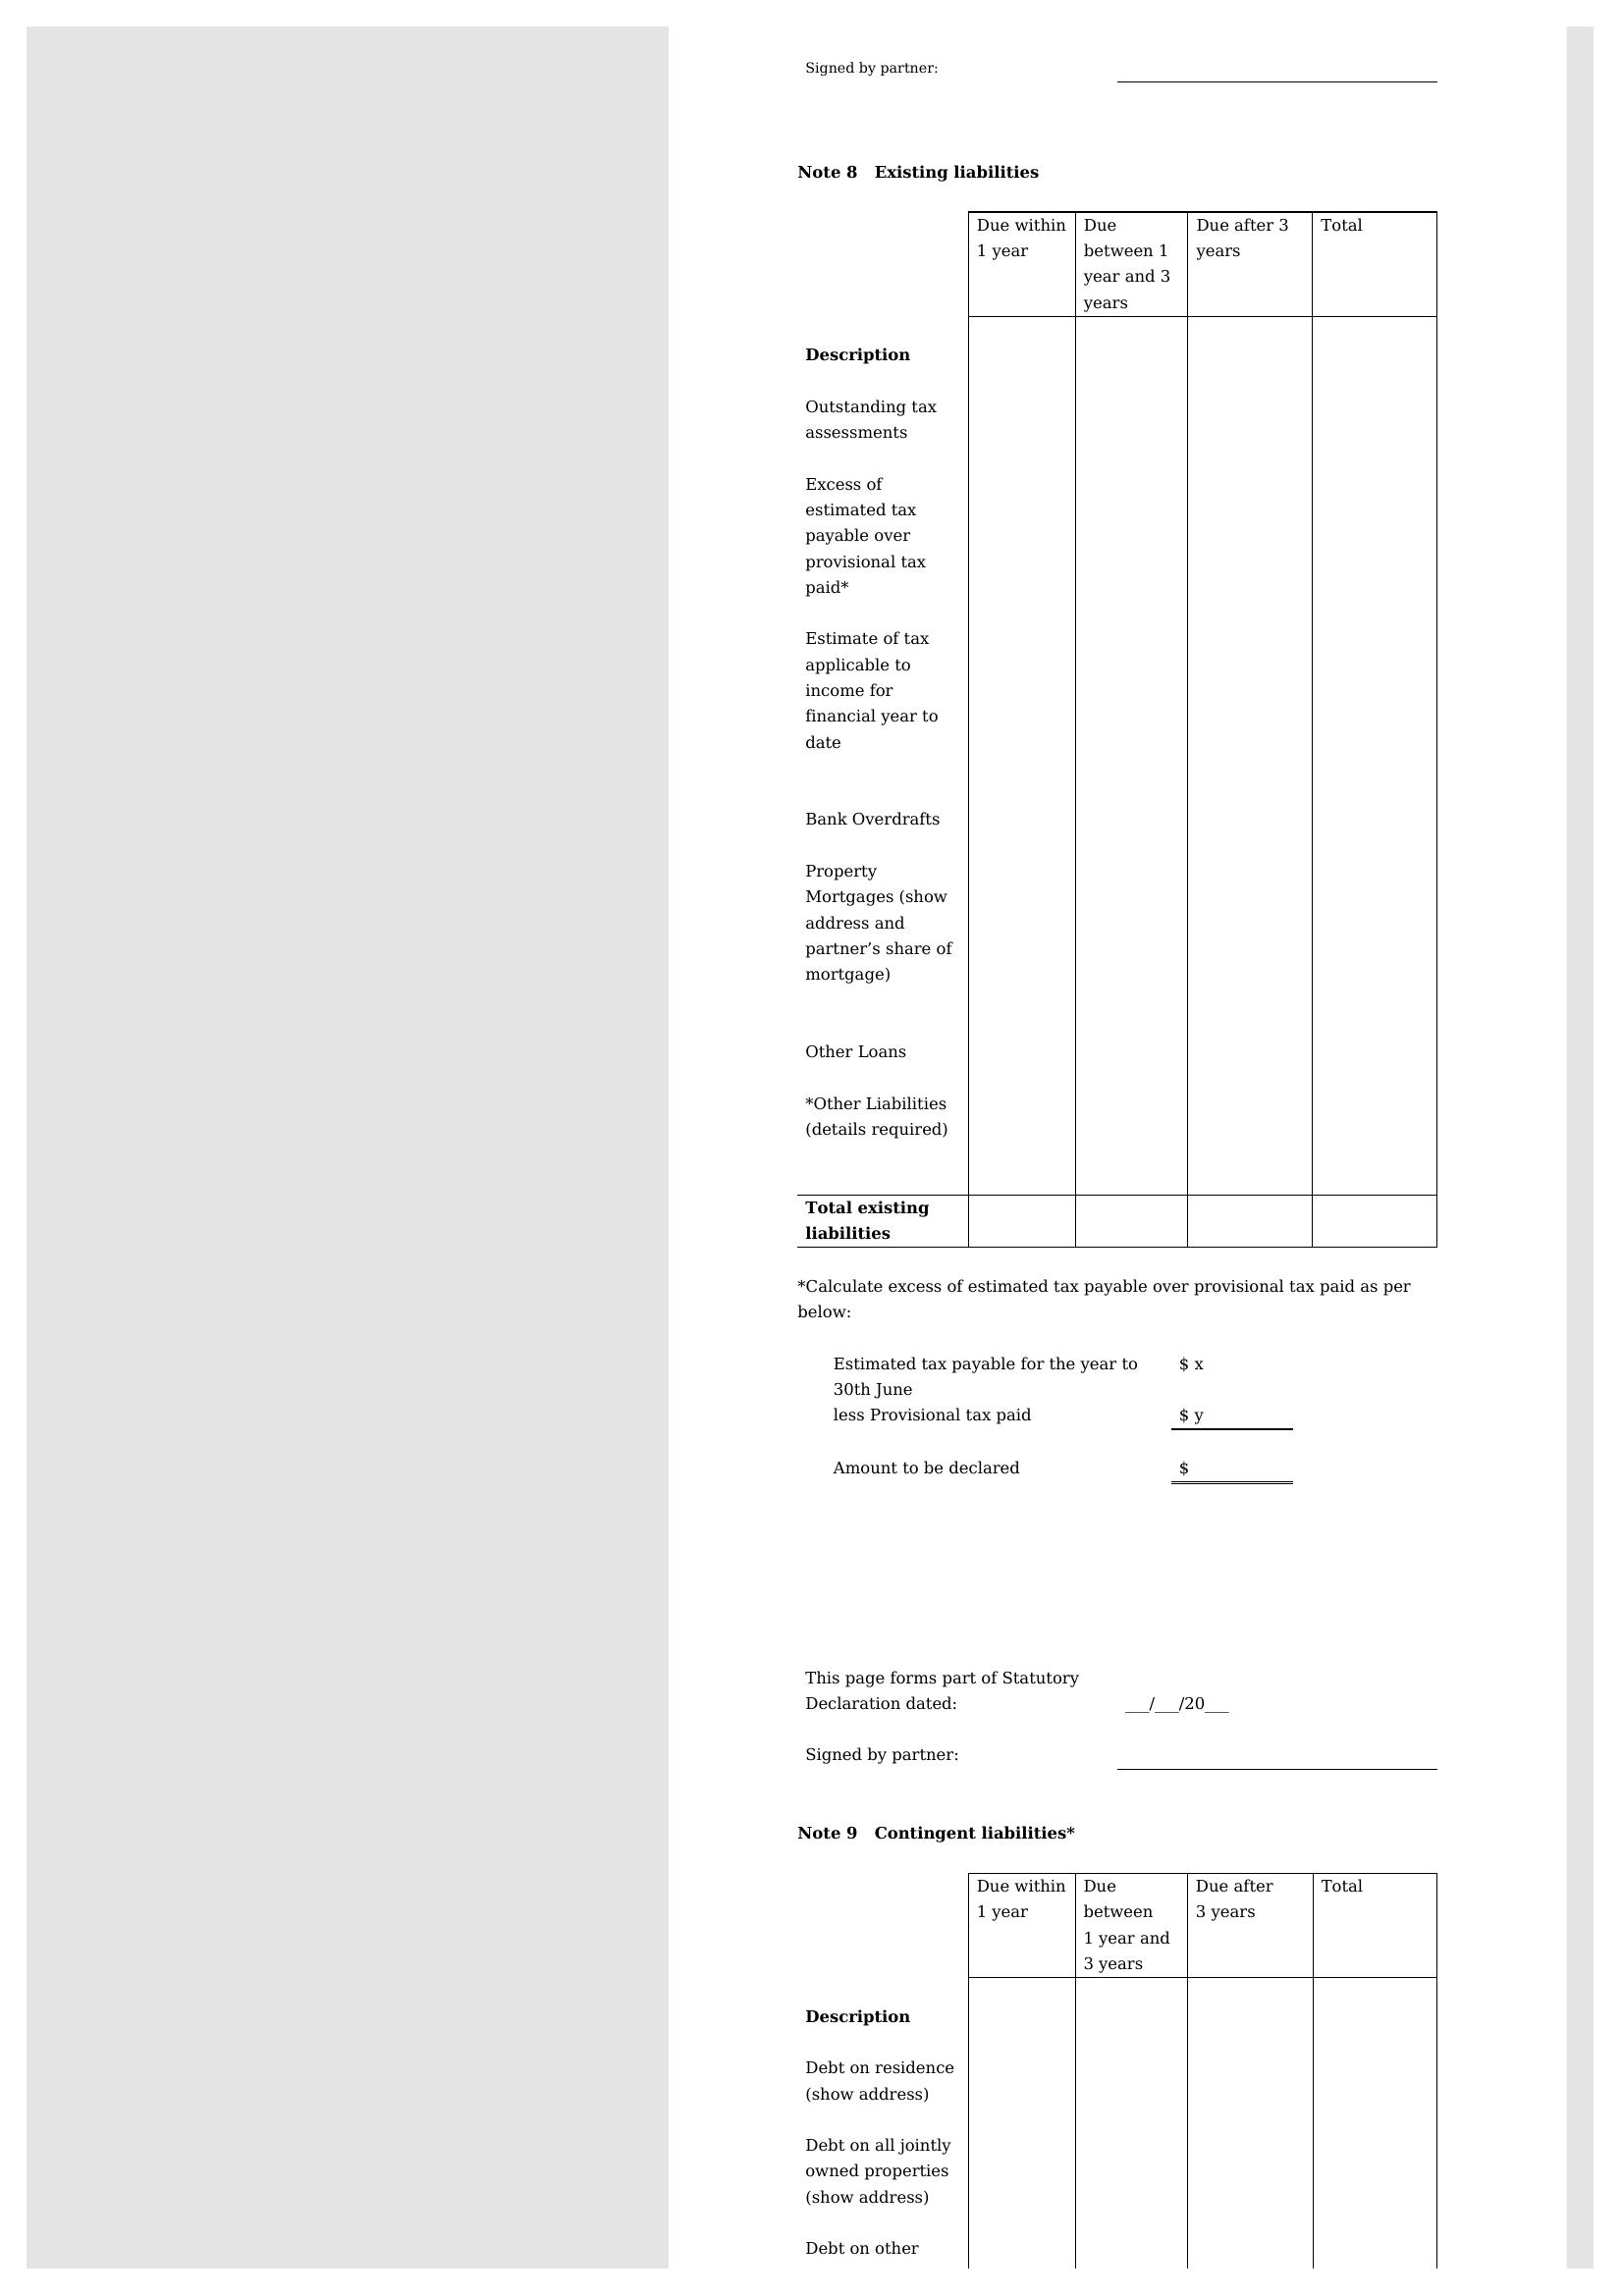 Signed by partner:
Note 8 Existing liabilities
Due within
1 year
Due
between 1
year and 3
years
Due after 3
years
Total
Description
Outstanding tax
assessments
Excess of
estimated tax
payable over
provisional tax
paid*
Estimate of tax
applicable to
income for
financial year to
date
Bank Overdrafts
Property
Mortgages (show
address and
partner’s share of
mortgage)
Other Loans
*Other Liabilities
(details required)
Total existing
liabilities
*Calculate excess of estimated tax payable over provisional tax paid as per
below:
Estimated tax payable for the year to $ x
30th June
less Provisional tax paid $ y
Amount to be declared $
This page forms part of Statutory
Declaration dated: ___/___/20___
Signed by partner:
Note 9 Contingent liabilities*
Due within
1 year
Due
between
1 year and
3 years
Due after
3 years
Total
Description
Debt on residence
(show address)
Debt on all jointly
owned properties
(show address)
Debt on other